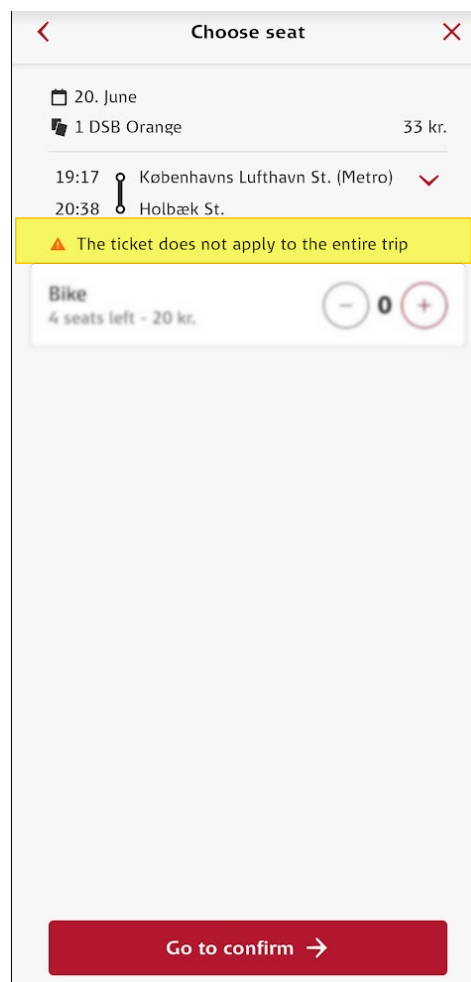 Choose seat
20. June
1 DSB Orange 33 kr.
19:17 Københavns Lufthavn St. (Metro)
20:38 Holbæk St.
The ticket does not apply to the entire trip
Bike
4 seats left - 20 kr.
0
Go to confirm